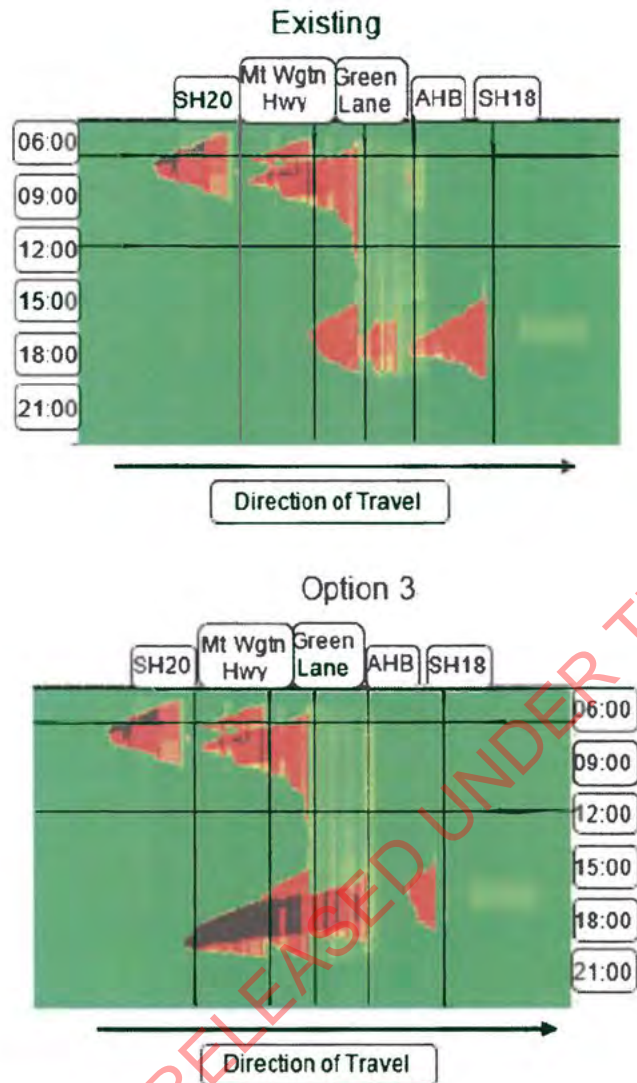 Existing
SH20
Mt Wgtn
Hwy
Green
Lane
AHB
SH18
06:00
09:00
12:00
15:00
18:00
21:00
Direction of Travel
Option 3
SH20
Mt Wgtn
Hwy
Green
Lane
AHB
SH18
06:00
09:00
12:00
15:00
18:00
21:00
Direction of Travel
RELEASED UNDER T